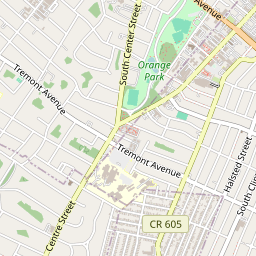 Avenue
South Center Street
Orange
Park
Tremont Avenue
Halsted Street
Tremont Avenue
South Cli
CR 605
Centre Street